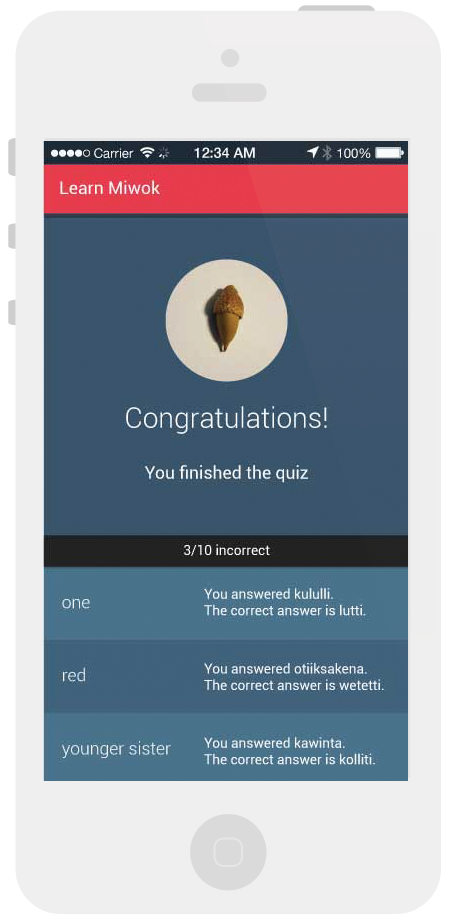 Carrier 12:34 AM 100%
Learn Miwok
Congratulations!
You finished the quiz
3/10 incorrect
one
You answered kululli.
The correct answer is lutti.
red
You answered otiiksakena.
The correct answer is wetetti.
younger sister
You answered kawinta.
The correct answer is kolliti.